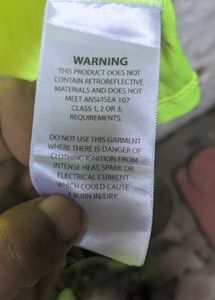 WARNING
THIS PRODUCT DOES NOT
CONTAIN RETROREFLECTIVE
MATERIALS AND DOES NOT
MEET ANSI/ISEA 107
CLASS 1, 2 OR 3.
REQUIREMENTS.
DO NOT USE THIS GARMENT
WHERE THERE IS DANGER OF
CLOTHING IGNITION FROM
INTENSE HEAT, SPARK OR
ELECTRICAL CURRENT
WHICH COULD CAUSE
A BURN INJURY.